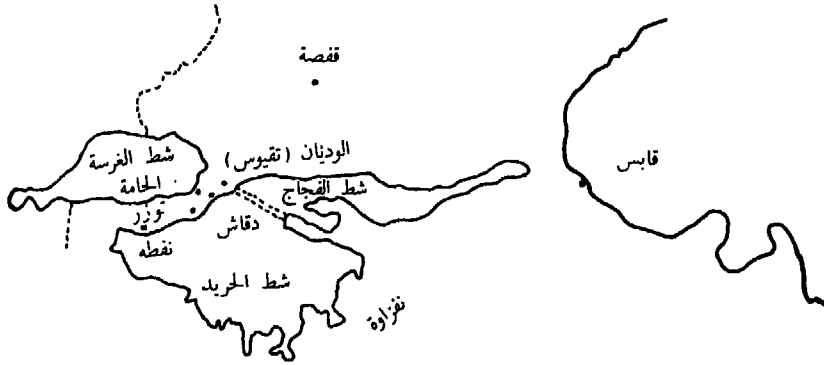 قفصة
الوديان (تقيوس)
قابس
شط الغرسة
الحامة
شط الفجاج
توزر
دقاش
نفطه
شط الجريد
نفزاوة